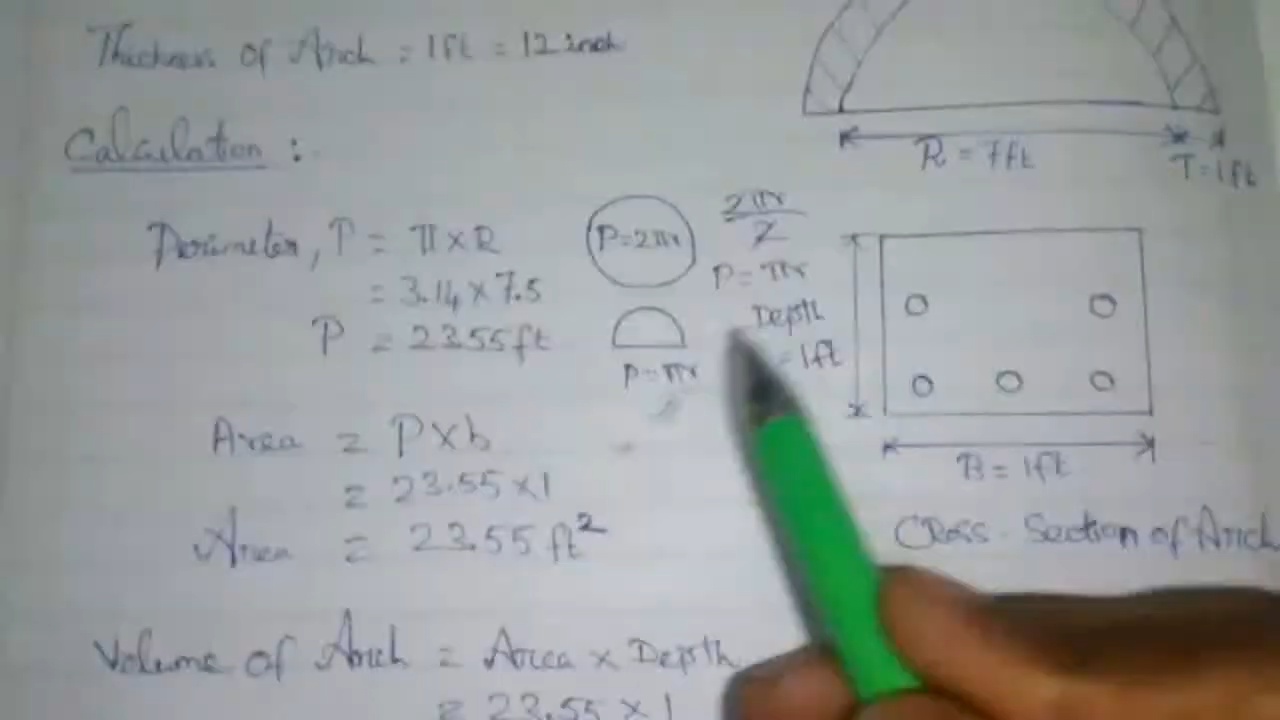 Thickness of Arch = 1ft = 12 inch
Calculation :
Perimeter, P = π × R
= 3.14 × 7.5
P = 23.55 ft
P = 2πr
P = πr
2πr / 2
P = πr
Depth
= 1ft
R = 7ft
T = 1ft
B = 1ft
Cross-Section of Arch
Area = P × b
= 23.55 × 1
Area = 23.55 ft²
Volume of Arch = Area × Depth
= 23.55 × 1